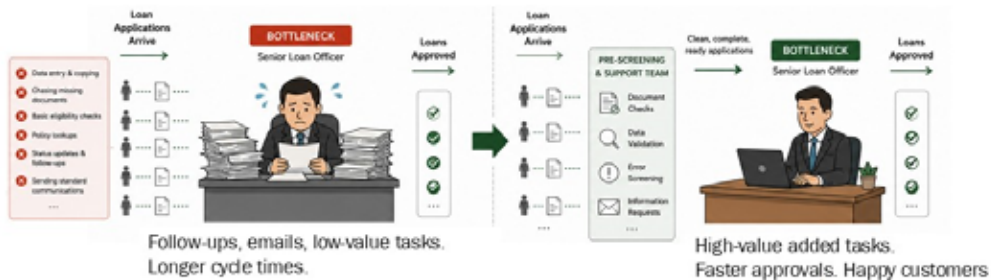 Loan
Applications
Arrive
BOTTLENECK
Senior Loan Officer
Loans
Approved
Data entry & copying
Chasing missing
documents
Basic eligibility checks
Policy lookups
Status updates &
follow-ups
Sending standard
communications
...
...
...
Follow-ups, emails, low-value tasks.
Longer cycle times.
Loan
Applications
Arrive
...
PRE-SCREENING
& SUPPORT TEAM
Document
Checks
Data
Validation
Error
Screening
Information
Requests
...
Clean, complete,
ready applications
BOTTLENECK
Senior Loan Officer
Loans
Approved
...
High-value added tasks.
Faster approvals. Happy customers